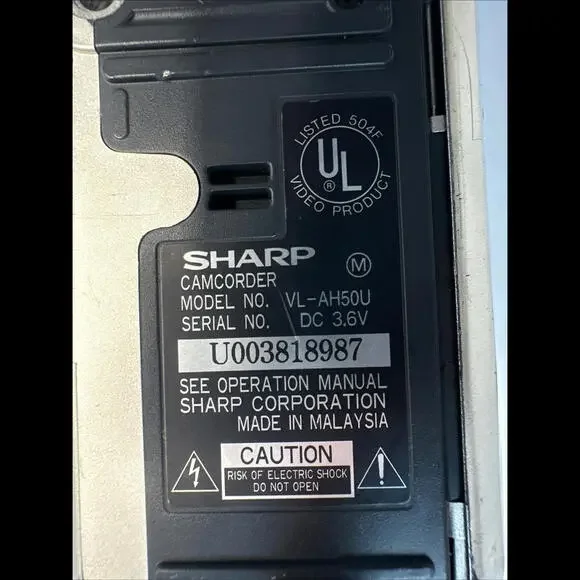 LISTED 504F
UL
®
VIDEO PRODUCT
SHARP
M
CAMCORDER
MODEL NO. VL-AH50U
SERIAL NO. DC 3.6V
U003818987
SEE OPERATION MANUAL
SHARP CORPORATION
MADE IN MALAYSIA
CAUTION
RISK OF ELECTRIC SHOCK
DO NOT OPEN